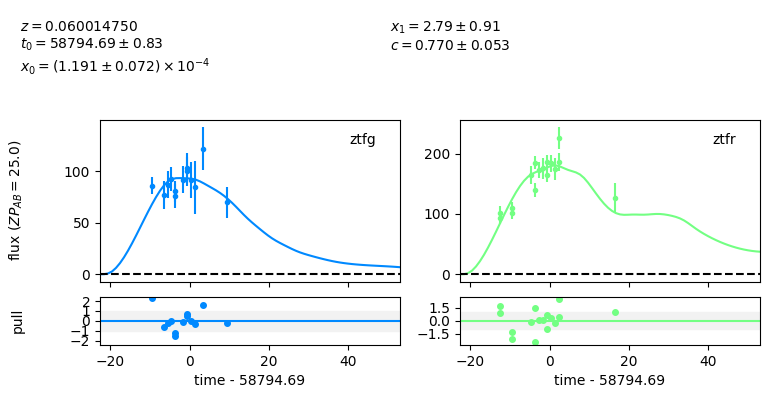 z = 0.060014750
t₀ = 58794.69 ± 0.83
x₀ = (1.191 ± 0.072) × 10⁻⁴
x₁ = 2.79 ± 0.91
c = 0.770 ± 0.053
flux (ZP_AB = 25.0)
ztfg
100
50
0
ztfr
200
100
0
pull
2
1
0
−1
−2
1.5
0.0
−1.5
−20 0 20 40
−20 0 20 40
time - 58794.69
time - 58794.69